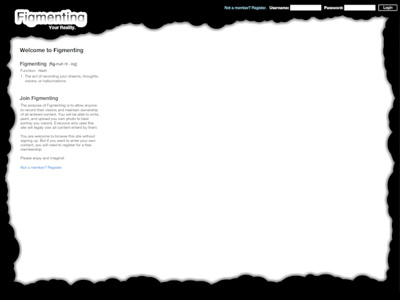 Figmenting
Your Reality.
Not a member? Register. Username: Password: Login
Welcome to Figmenting
Figmenting
Function: Noun
1. The act of recording your dreams, thoughts,
visions, or hallucinations.
Join Figmenting
The purpose of Figmenting is to allow anyone
to record their visions and maintain ownership
of all entered content. You will be able to write,
paint, and upload you own photo to best
portray you visions. Everyone who uses this
site will legally own all content entered by them.
You are welcome to browse this site without
signing up. But if you want to write your own
content, you will need to register for a free
membership.
Please enjoy and imagine!
Not a member? Register